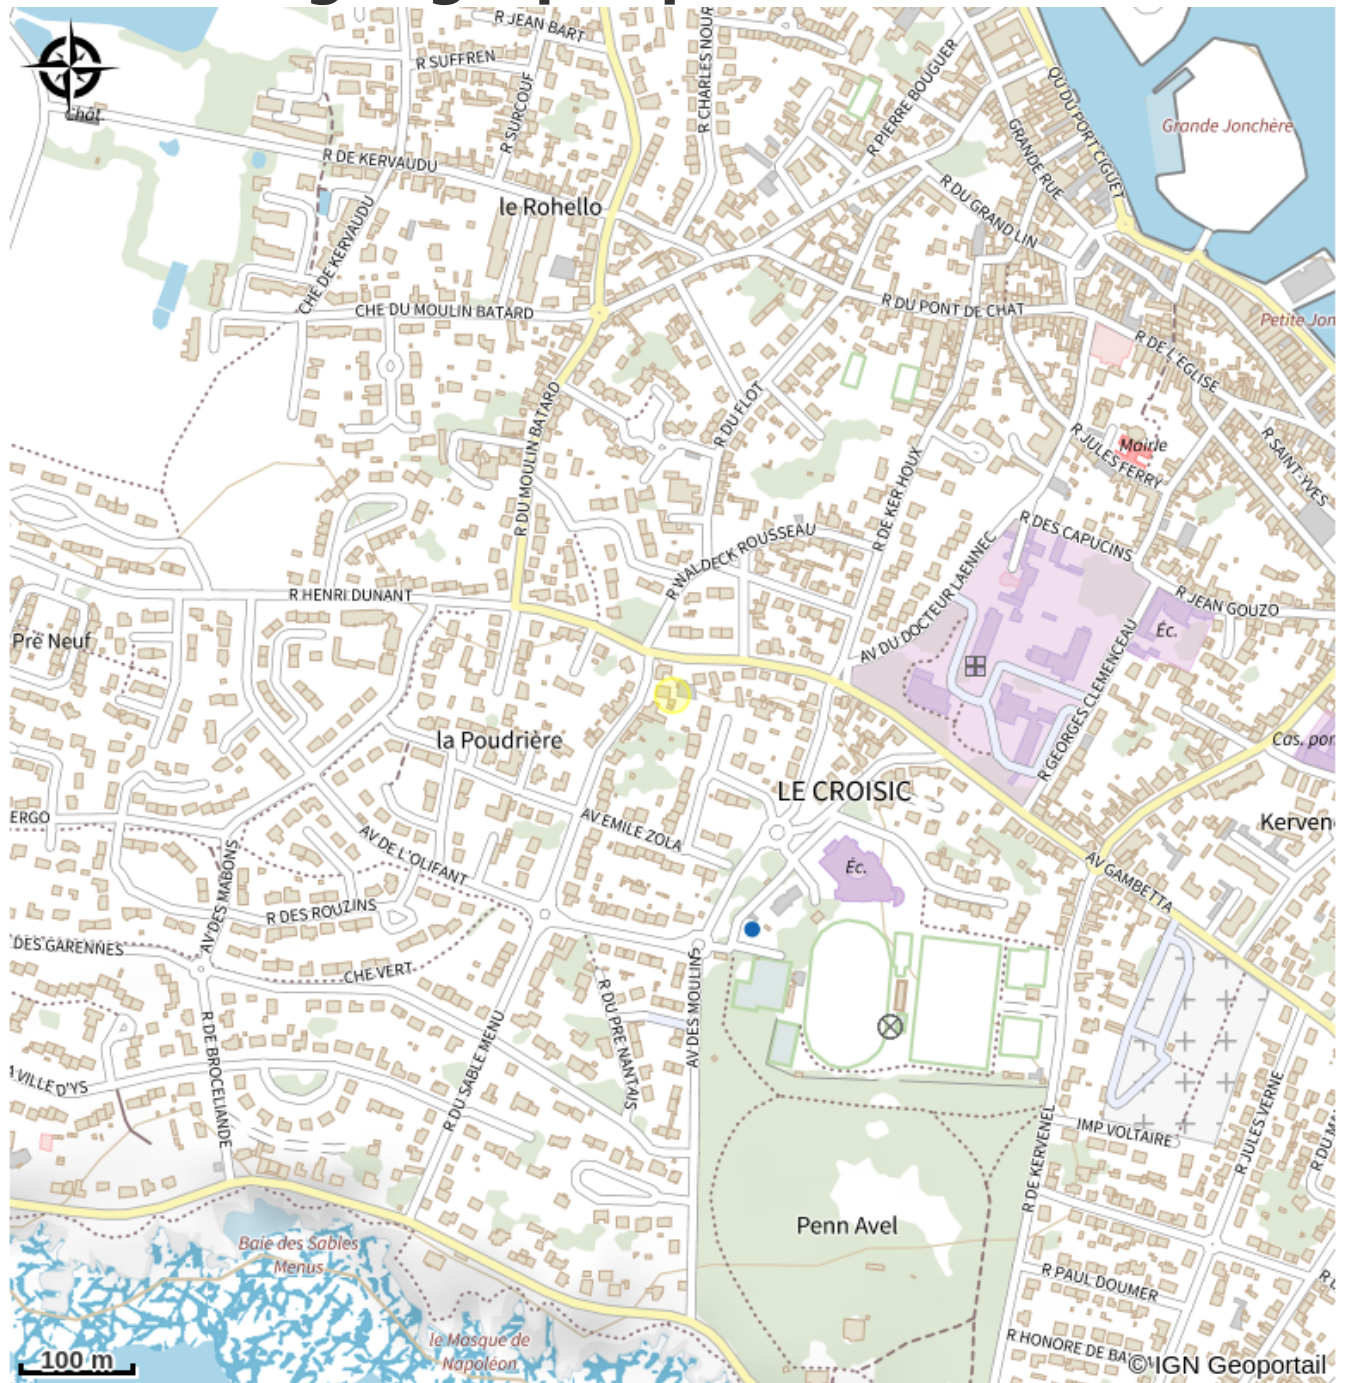 R JEAN BART
R SUFFREN
R SURCOUF
R CHARLES NOUR
R PIERRE BOUGUER
QU DU PORT CIGUET
GRANDE RUE
Grande Jonchère
Chât.
R DE KERVAUDU
le Rohello
CHE DE KERVAUDU
R DU GRAND LIN
CHE DU MOULIN BATARD
R DU PONT DE CHAT
Petite Jon
R DE L'EGLISE
R DU MOULIN BATARD
R DU FLOT
R DE KER HOUX
R JULES FERRY
Mairie
R SAINT-YVES
R WALDECK ROUSSEAU
AV DU DOCTEUR LAENNEC
R DES CAPUCINS
R JEAN GOUZO
Éc.
R HENRI DUNANT
Pré Neuf
R GEORGES CLEMENCEAU
la Poudrière
Cas. pom
LE CROISIC
ERGO
AV EMILE ZOLA
Kerven
AV DE L'OLIFANT
AV DES MABONS
Éc.
AV GAMBETTA
R DES ROUZINS
DES GARENNES
CHE VERT
R DU PRE NANTAIS
AV DES MOULINS
R DE BROCELIANDE
R DU SABLE MENU
A VILLE D'YS
R DE KERVENEL
IMP VOLTAIRE
R JULES VERNE
R DU MA
Penn Avel
Baie des Sables
Menus
R PAUL DOUMER
le Masque de
Napoléon
R HONORE DE BA
100 m
© IGN Geoportail